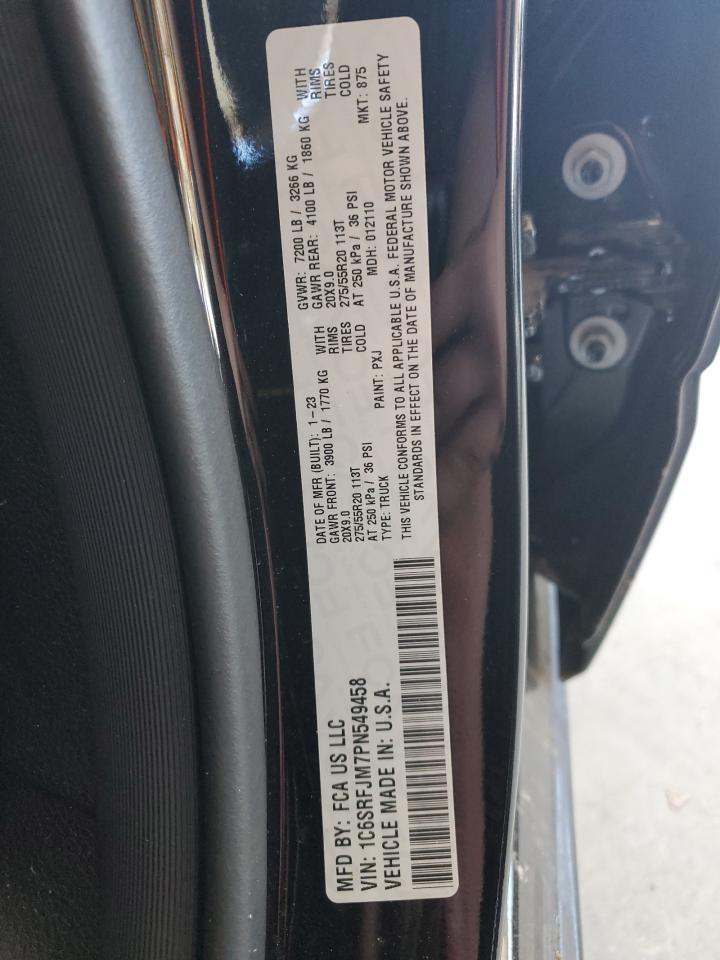 MFD BY: FCA US LLC
VIN: 1C6SRFJM7PN549458
VEHICLE MADE IN: U.S.A.
DATE OF MFR (BUILT): 1-23 GVWR: 7200 LB / 3266 KG
GAWR FRONT: 3900 LB / 1770 KG WITH GAWR REAR: 4100 LB / 1860 KG WITH
20X9.0 RIMS 20X9.0 RIMS
275/55R20 113T TIRES 275/55R20 113T TIRES
AT 250 kPa / 36 PSI COLD AT 250 kPa / 36 PSI COLD
TYPE: TRUCK PAINT: PXJ MDH: 012110 MKT: 875
THIS VEHICLE CONFORMS TO ALL APPLICABLE U.S.A. FEDERAL MOTOR VEHICLE SAFETY
STANDARDS IN EFFECT ON THE DATE OF MANUFACTURE SHOWN ABOVE.